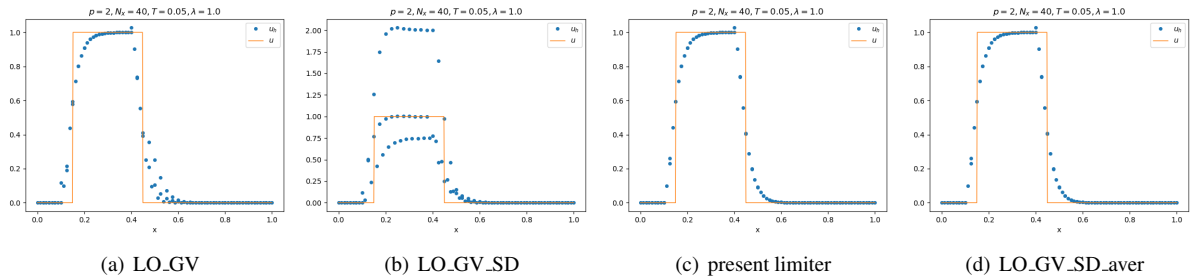 p = 2, N_x = 40, T = 0.05, λ = 1.0
u_h
u
1.0
0.8
0.6
0.4
0.2
0.0
0.0 0.2 0.4 0.6 0.8 1.0
x
(a) LO_GV
p = 2, N_x = 40, T = 0.05, λ = 1.0
u_h
u
2.00
1.75
1.50
1.25
1.00
0.75
0.50
0.25
0.00
0.0 0.2 0.4 0.6 0.8 1.0
x
(b) LO_GV_SD
p = 2, N_x = 40, T = 0.05, λ = 1.0
u_h
u
1.0
0.8
0.6
0.4
0.2
0.0
0.0 0.2 0.4 0.6 0.8 1.0
x
(c) present limiter
p = 2, N_x = 40, T = 0.05, λ = 1.0
u_h
u
1.0
0.8
0.6
0.4
0.2
0.0
0.0 0.2 0.4 0.6 0.8 1.0
x
(d) LO_GV_SD_aver